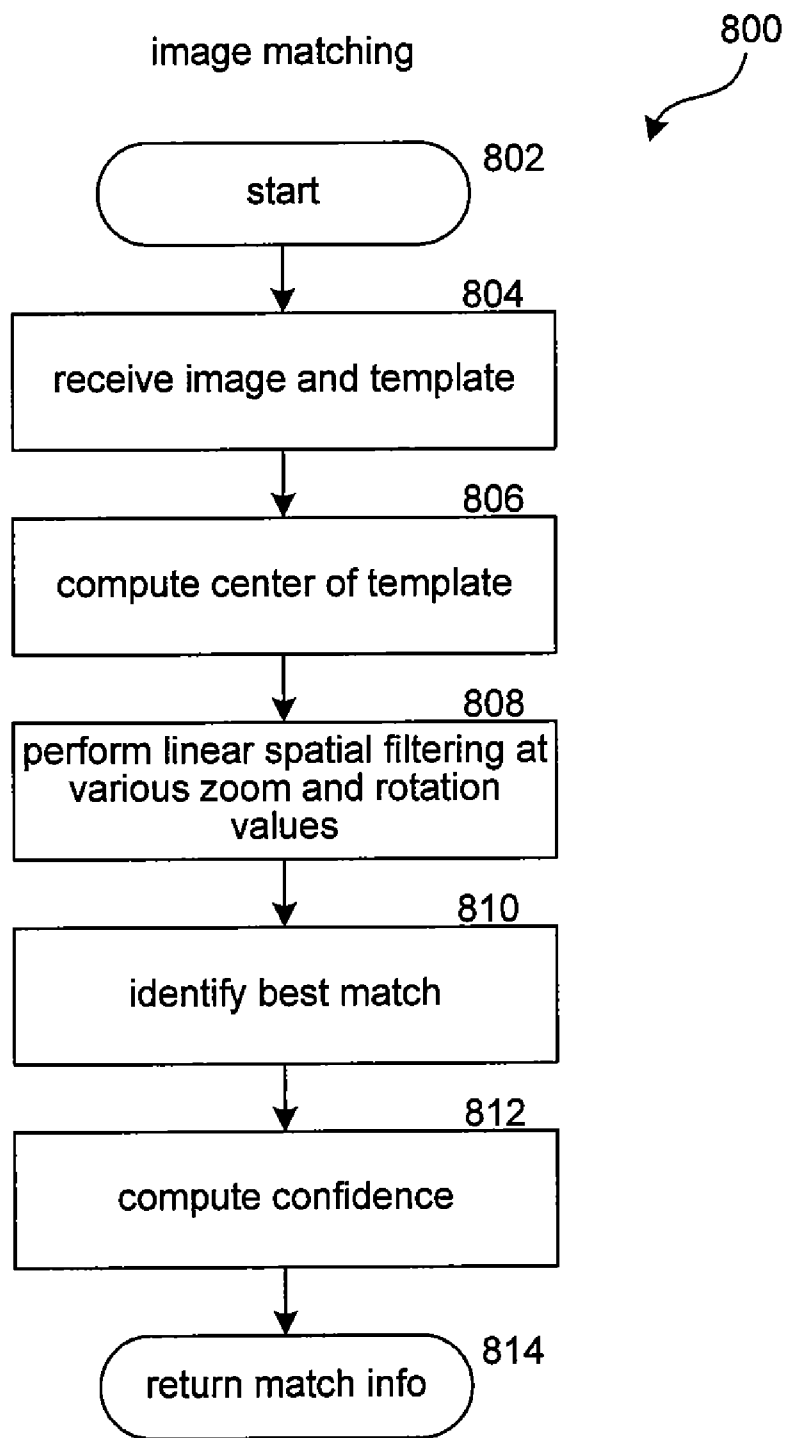 image matching
800
802
start
804
receive image and template
806
compute center of template
808
perform linear spatial filtering at
various zoom and rotation
values
810
identify best match
812
compute confidence
814
return match info